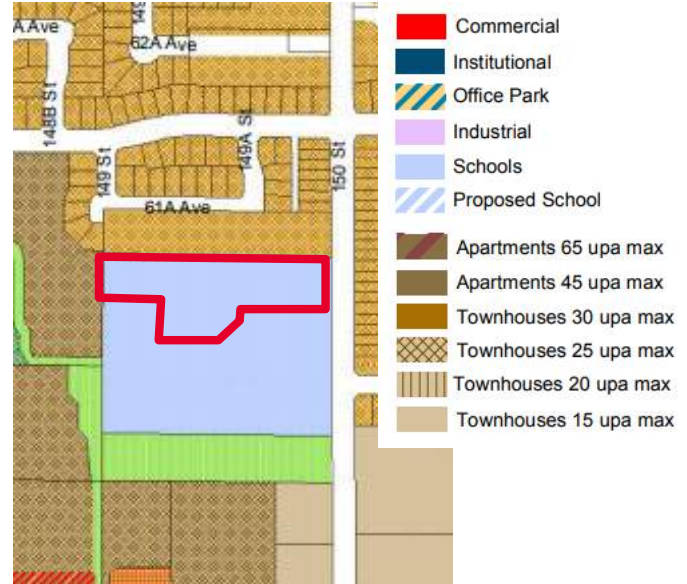 A Ave
149
62A Ave
148B St
149 St
149A St
150 St
61A Ave
Commercial
Institutional
Office Park
Industrial
Schools
Proposed School
Apartments 65 upa max
Apartments 45 upa max
Townhouses 30 upa max
Townhouses 25 upa max
Townhouses 20 upa max
Townhouses 15 upa max